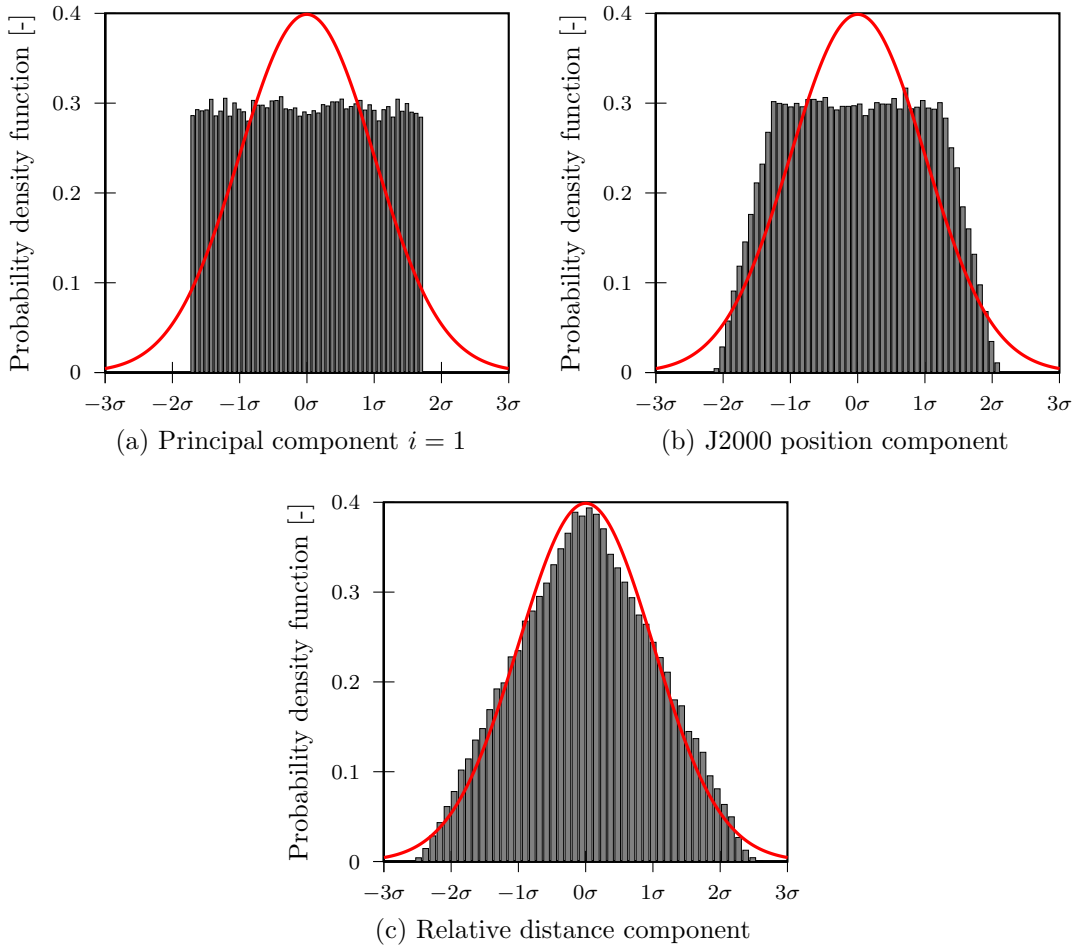 Probability density function [-]
0.4
0.3
0.2
0.1
0
−3σ −2σ −1σ 0σ 1σ 2σ 3σ
(a) Principal component i = 1
Probability density function [-]
0.4
0.3
0.2
0.1
0
−3σ −2σ −1σ 0σ 1σ 2σ 3σ
(b) J2000 position component
Probability density function [-]
0.4
0.3
0.2
0.1
0
−3σ −2σ −1σ 0σ 1σ 2σ 3σ
(c) Relative distance component